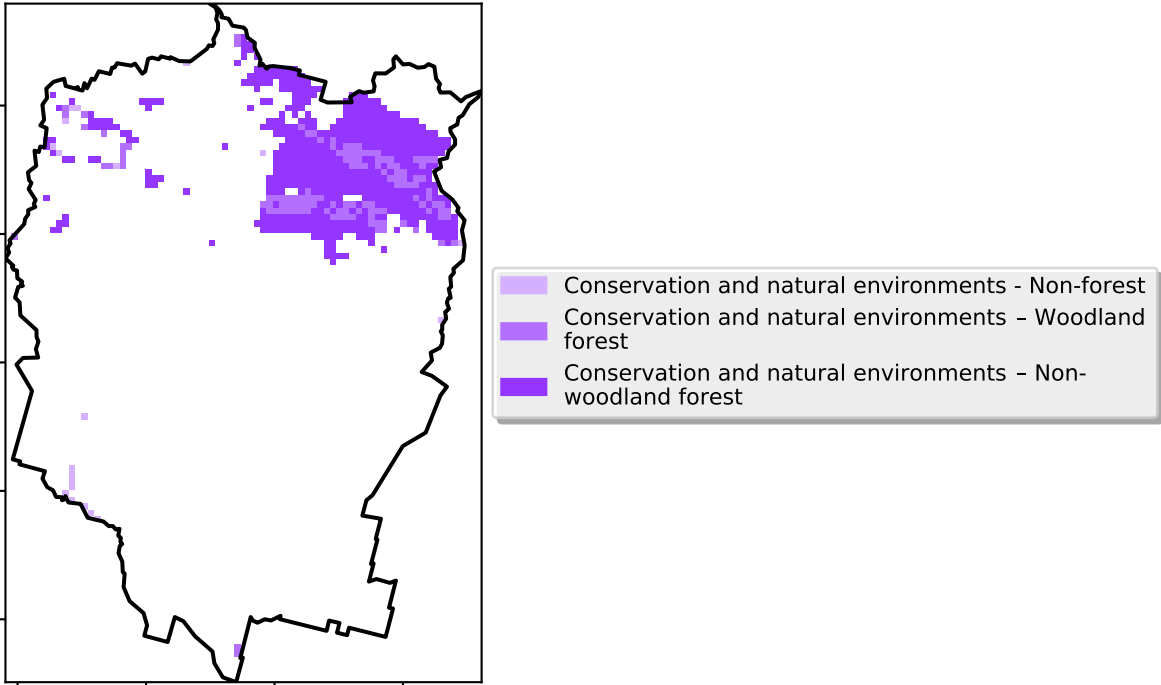 Conservation and natural environments - Non-forest
Conservation and natural environments – Woodland
forest
Conservation and natural environments – Non-
woodland forest